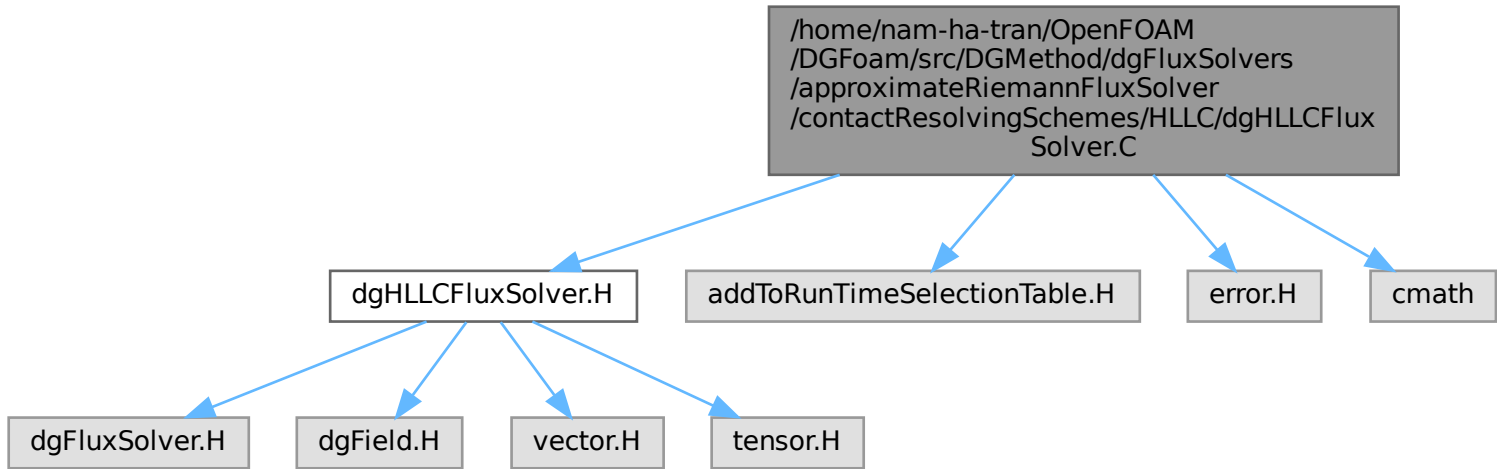 /home/nam-ha-tran/OpenFOAM
/DGFoam/src/DGMethod/dgFluxSolvers
/approximateRiemannFluxSolver
/contactResolvingSchemes/HLLC/dgHLLCFlux
Solver.C
dgHLLCFluxSolver.H
addToRunTimeSelectionTable.H
error.H
cmath
dgFluxSolver.H
dgField.H
vector.H
tensor.H